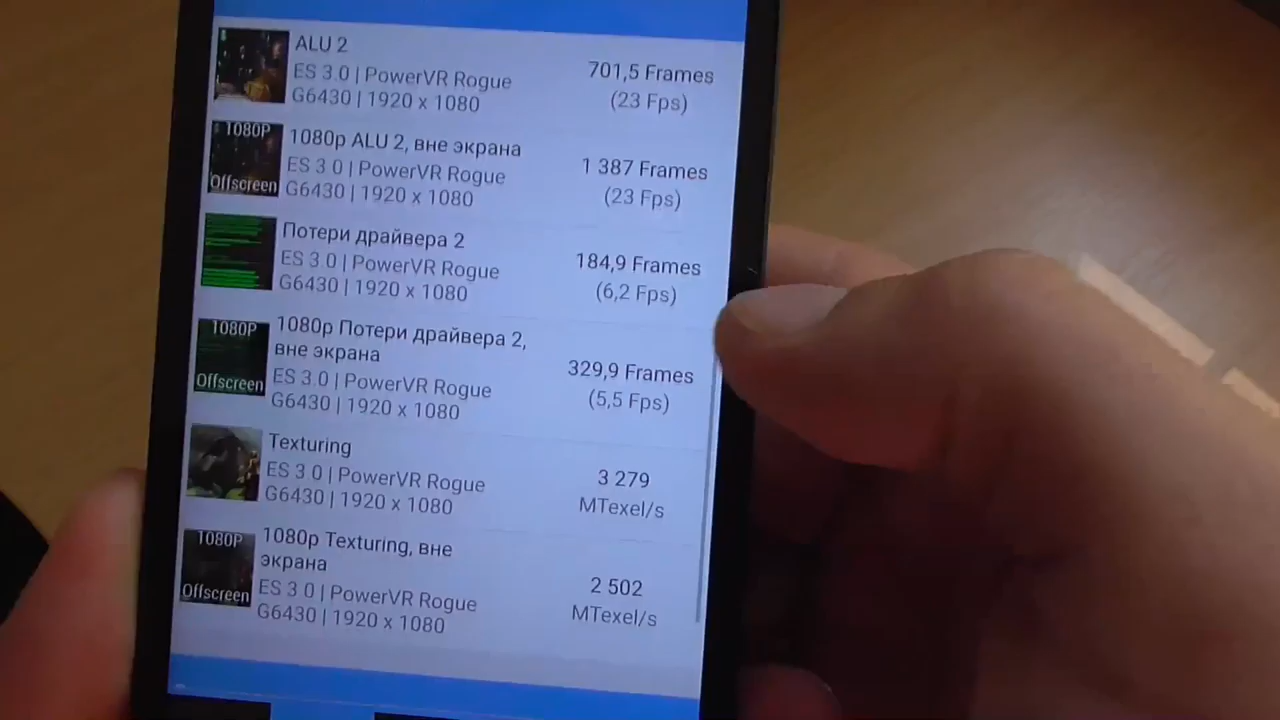 ALU 2
ES 3.0 | PowerVR Rogue
G6430 | 1920 x 1080
701,5 Frames
(23 Fps)
1080P
Offscreen
1080p ALU 2, вне экрана
ES 3 0 | PowerVR Rogue
G6430 | 1920 x 1080
1 387 Frames
(23 Fps)
Потери драйвера 2
ES 3.0 | PowerVR Rogue
G6430 | 1920 x 1080
184,9 Frames
(6,2 Fps)
1080P
Offscreen
1080p Потери драйвера 2,
вне экрана
ES 3 0 | PowerVR Rogue
G6430 | 1920 x 1080
329,9 Frames
(5,5 Fps)
Texturing
ES 3 0 | PowerVR Rogue
G6430 | 1920 x 1080
3 279
MTexel/s
1080P
Offscreen
1080p Texturing, вне
экрана
ES 3 0 | PowerVR Rogue
G6430 | 1920 x 1080
2 502
MTexel/s